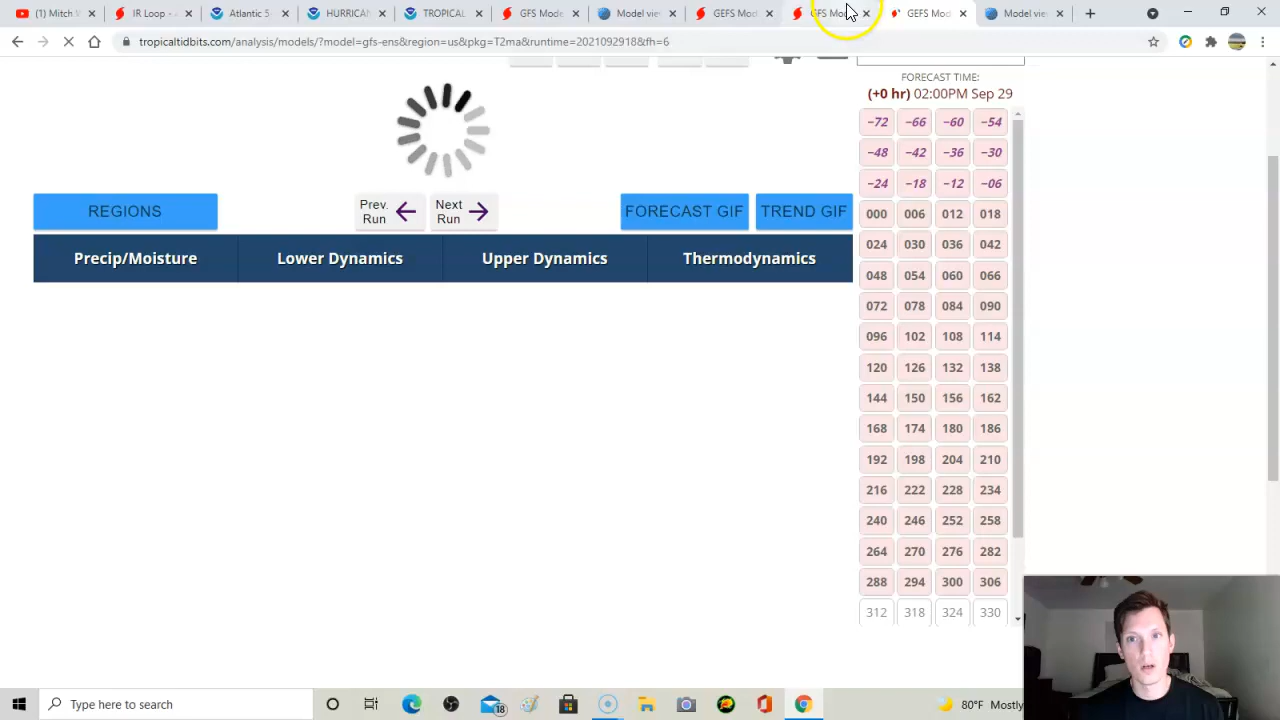 (1) Mitch W
IR Loop - A
Atlantic 5-
HURRICAN
TROPICAL
GFS Mode
Model view
GEFS Mod
GFS Mo
GEFS Mod
Model view
tropicaltidbits.com/analysis/models/?model=gfs-ens&region=us&pkg=T2ma&runtime=2021092918&fh=6
FORECAST TIME:
(+0 hr) 02:00PM Sep 29
-72 -66 -60 -54
-48 -42 -36 -30
-24 -18 -12 -06
000 006 012 018
024 030 036 042
048 054 060 066
072 078 084 090
096 102 108 114
120 126 132 138
144 150 156 162
168 174 180 186
192 198 204 210
216 222 228 234
240 246 252 258
264 270 276 282
288 294 300 306
312 318 324 330
REGIONS
Prev. Run
Next Run
FORECAST GIF
TREND GIF
Precip/Moisture
Lower Dynamics
Upper Dynamics
Thermodynamics
Type here to search
18
80°F Mostly